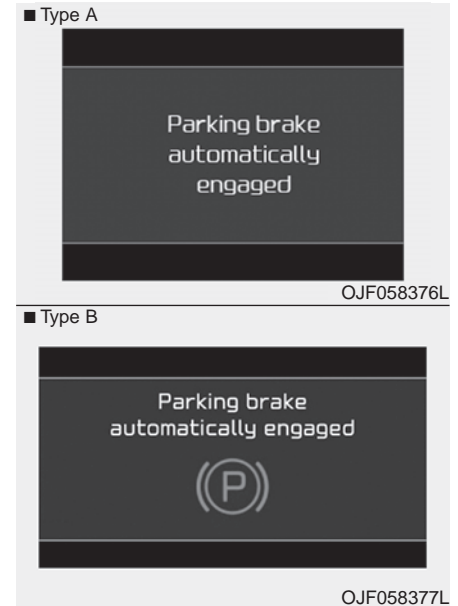 ■ Type A
Parking brake
automatically
engaged
OJF058376L
■ Type B
Parking brake
automatically engaged
(P)
OJF058377L